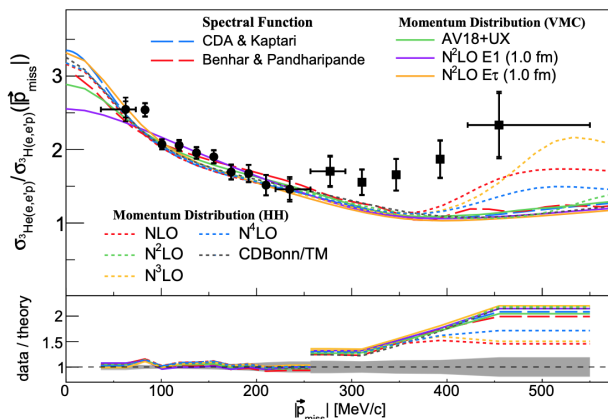 Spectral Function
CDA & Kaptari
Benhar & Pandharipande
Momentum Distribution (VMC)
AV18+UX
N²LO E1 (1.0 fm)
N²LO Eτ (1.0 fm)
σ³He(e,e'p)/σ³H(e,e'p)(|p⃗miss|)
3
2
1
Momentum Distribution (HH)
NLO
N²LO
N³LO
N⁴LO
CDBonn/TM
data / theory
2
1.5
1
0 100 200 300 400 500
|p⃗miss| [MeV/c]